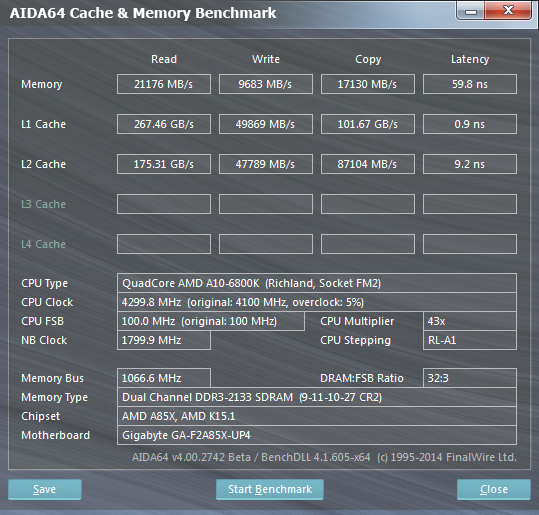 AIDA64 Cache & Memory Benchmark
Read Write Copy Latency
Memory 21176 MB/s 9683 MB/s 17130 MB/s 59.8 ns
L1 Cache 267.46 GB/s 49869 MB/s 101.67 GB/s 0.9 ns
L2 Cache 175.31 GB/s 47789 MB/s 87104 MB/s 9.2 ns
L3 Cache
L4 Cache
CPU Type QuadCore AMD A10-6800K (Richland, Socket FM2)
CPU Clock 4299.8 MHz (original: 4100 MHz, overclock: 5%)
CPU FSB 100.0 MHz (original: 100 MHz) CPU Multiplier 43x
NB Clock 1799.9 MHz CPU Stepping RL-A1
Memory Bus 1066.6 MHz DRAM:FSB Ratio 32:3
Memory Type Dual Channel DDR3-2133 SDRAM (9-11-10-27 CR2)
Chipset AMD A85X, AMD K15.1
Motherboard Gigabyte GA-F2A85X-UP4
AIDA64 v4.00.2742 Beta / BenchDLL 4.1.605-x64 (c) 1995-2014 FinalWire Ltd.
Save Start Benchmark Close